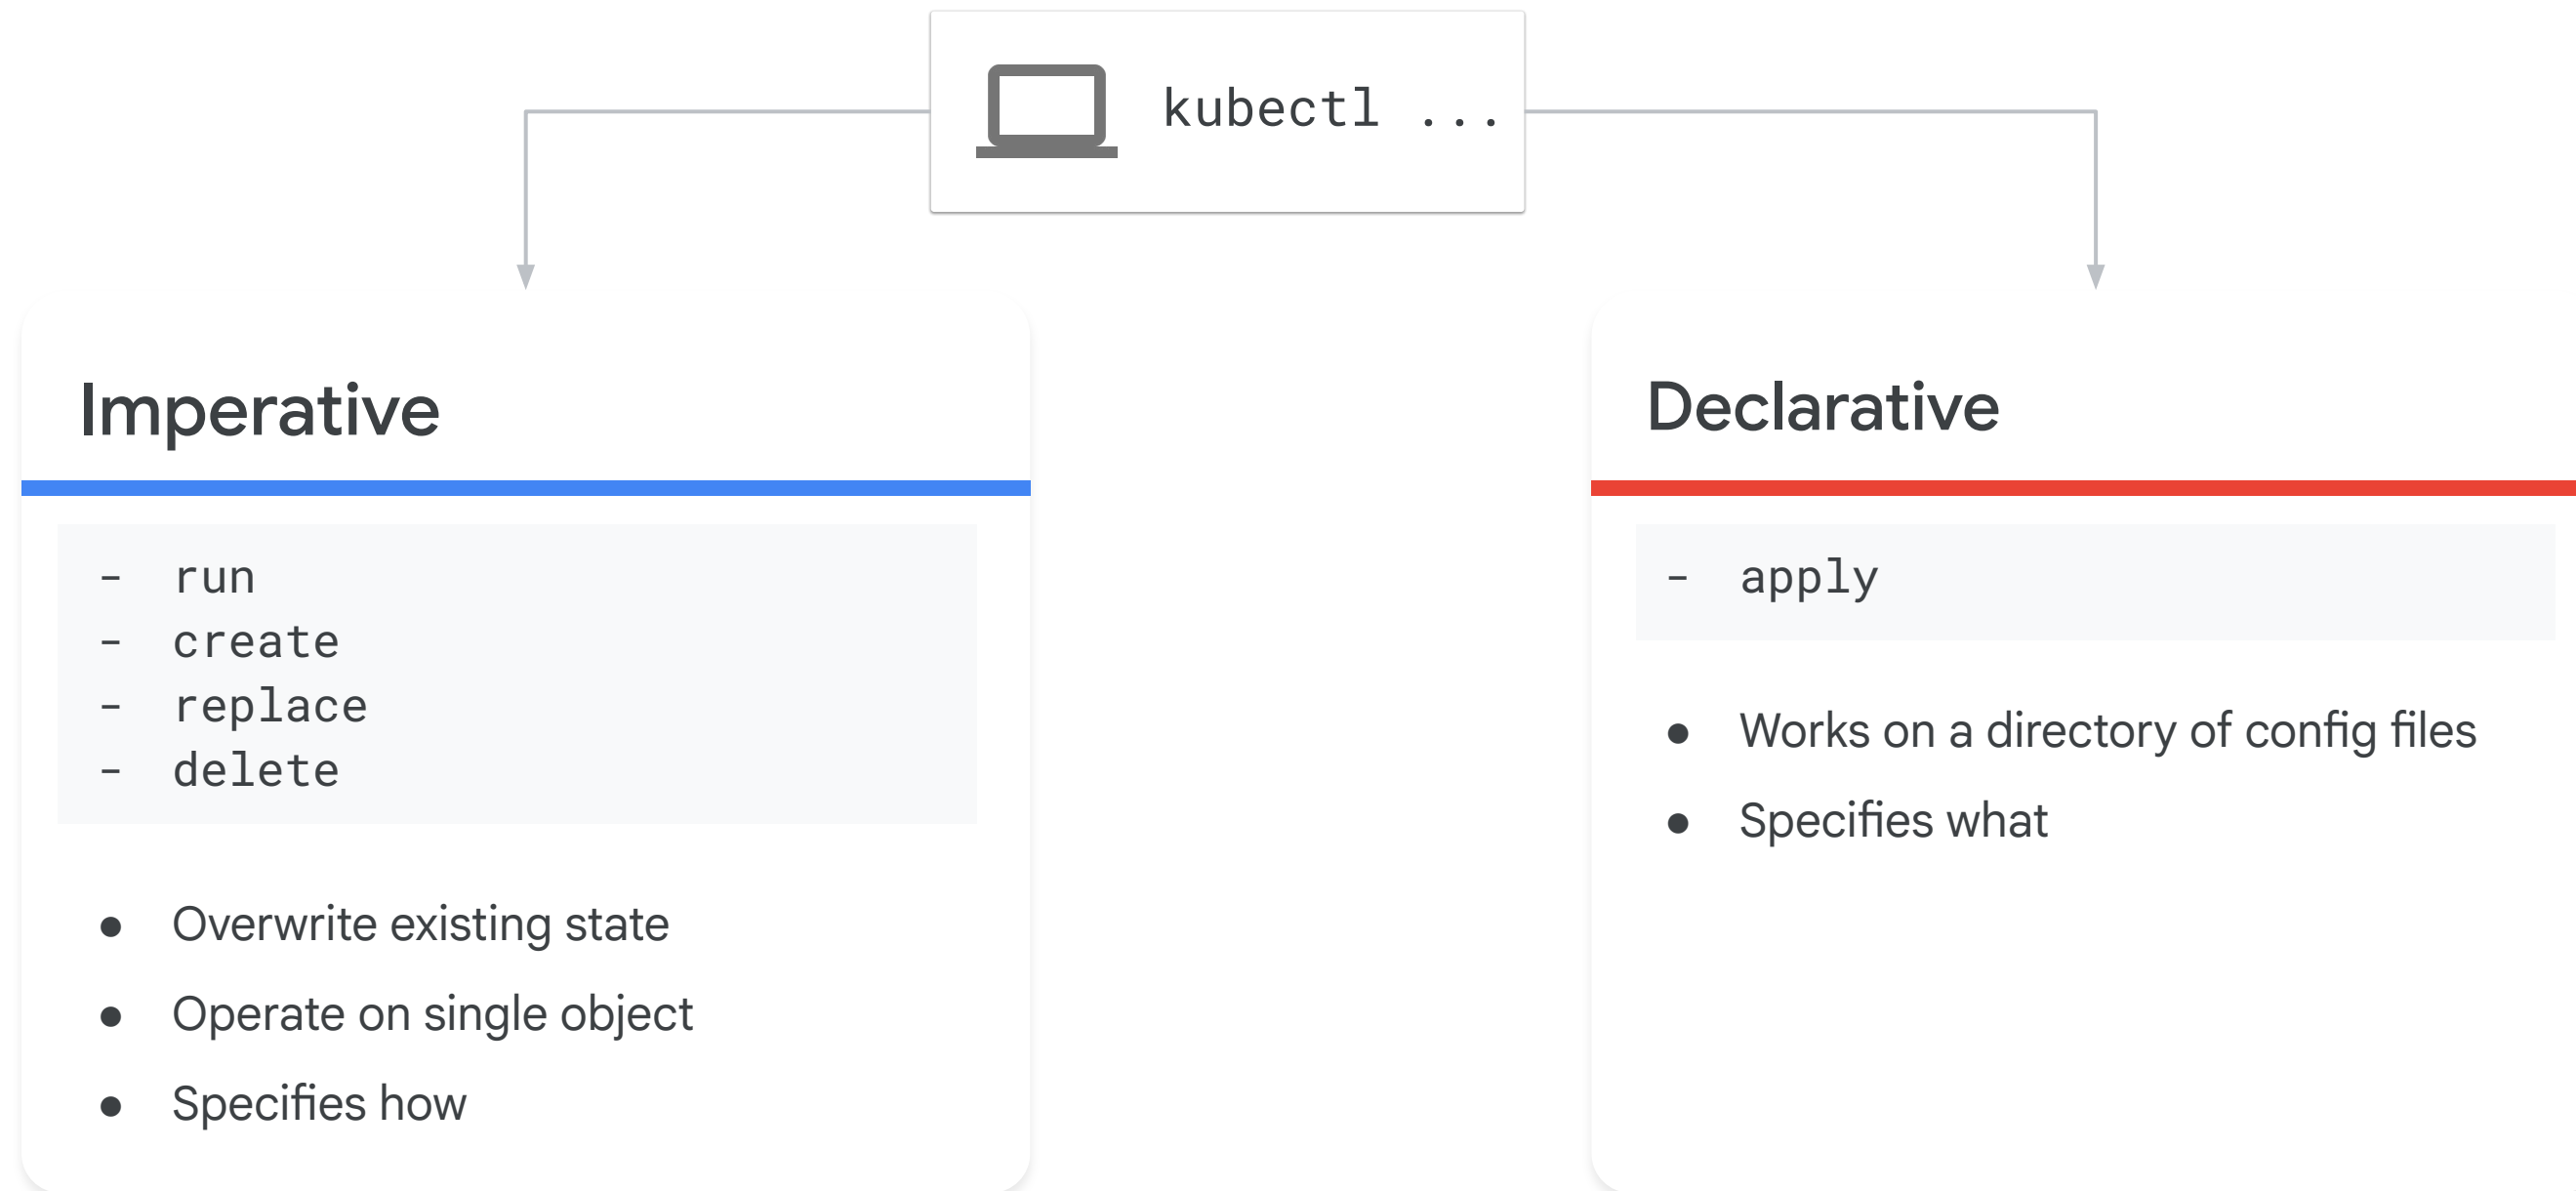 kubectl ...
Imperative
- run
- create
- replace
- delete
● Overwrite existing state
● Operate on single object
● Specifies how
Declarative
- apply
● Works on a directory of config files
● Specifies what